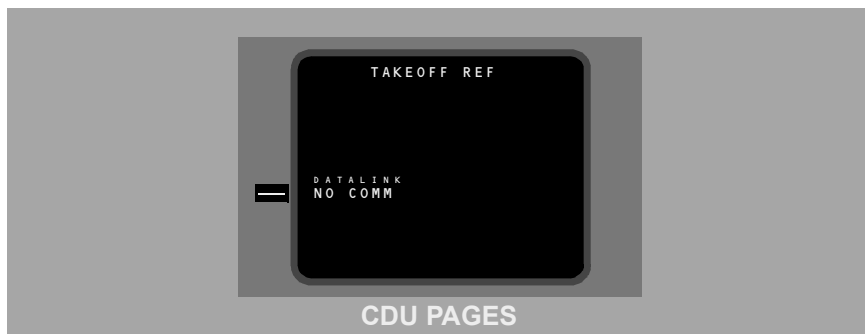 TAKEOFF REF
DATALINK
NO COMM
CDU PAGES